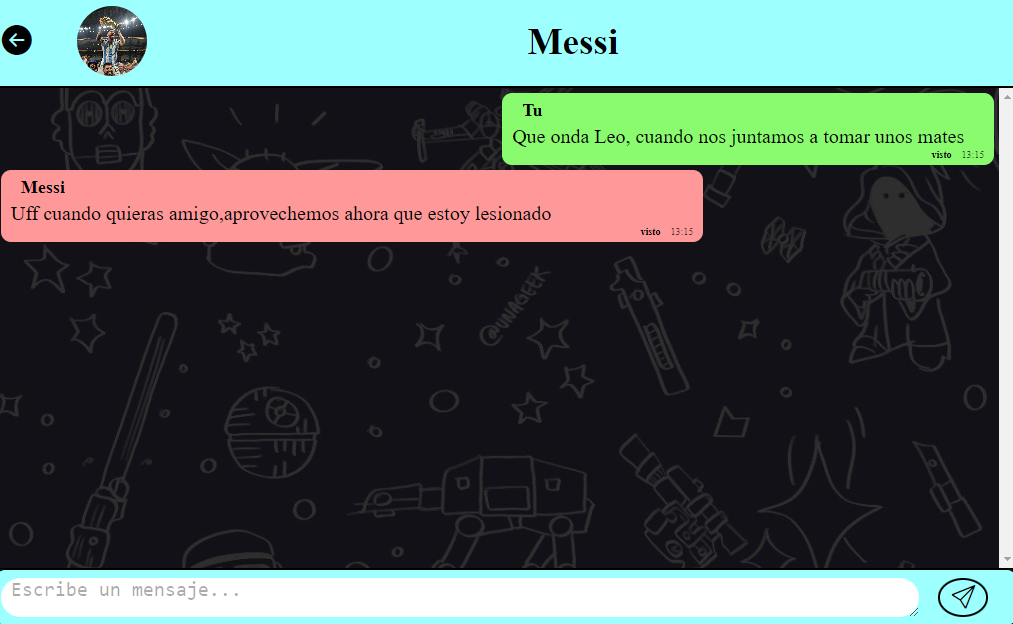 Messi
Tu
Que onda Leo, cuando nos juntamos a tomar unos mates
visto 13:15
Messi
Uff cuando quieras amigo,aprovechemos ahora que estoy lesionado
visto 13:15
@UNAGEEK
Escribe un mensaje...